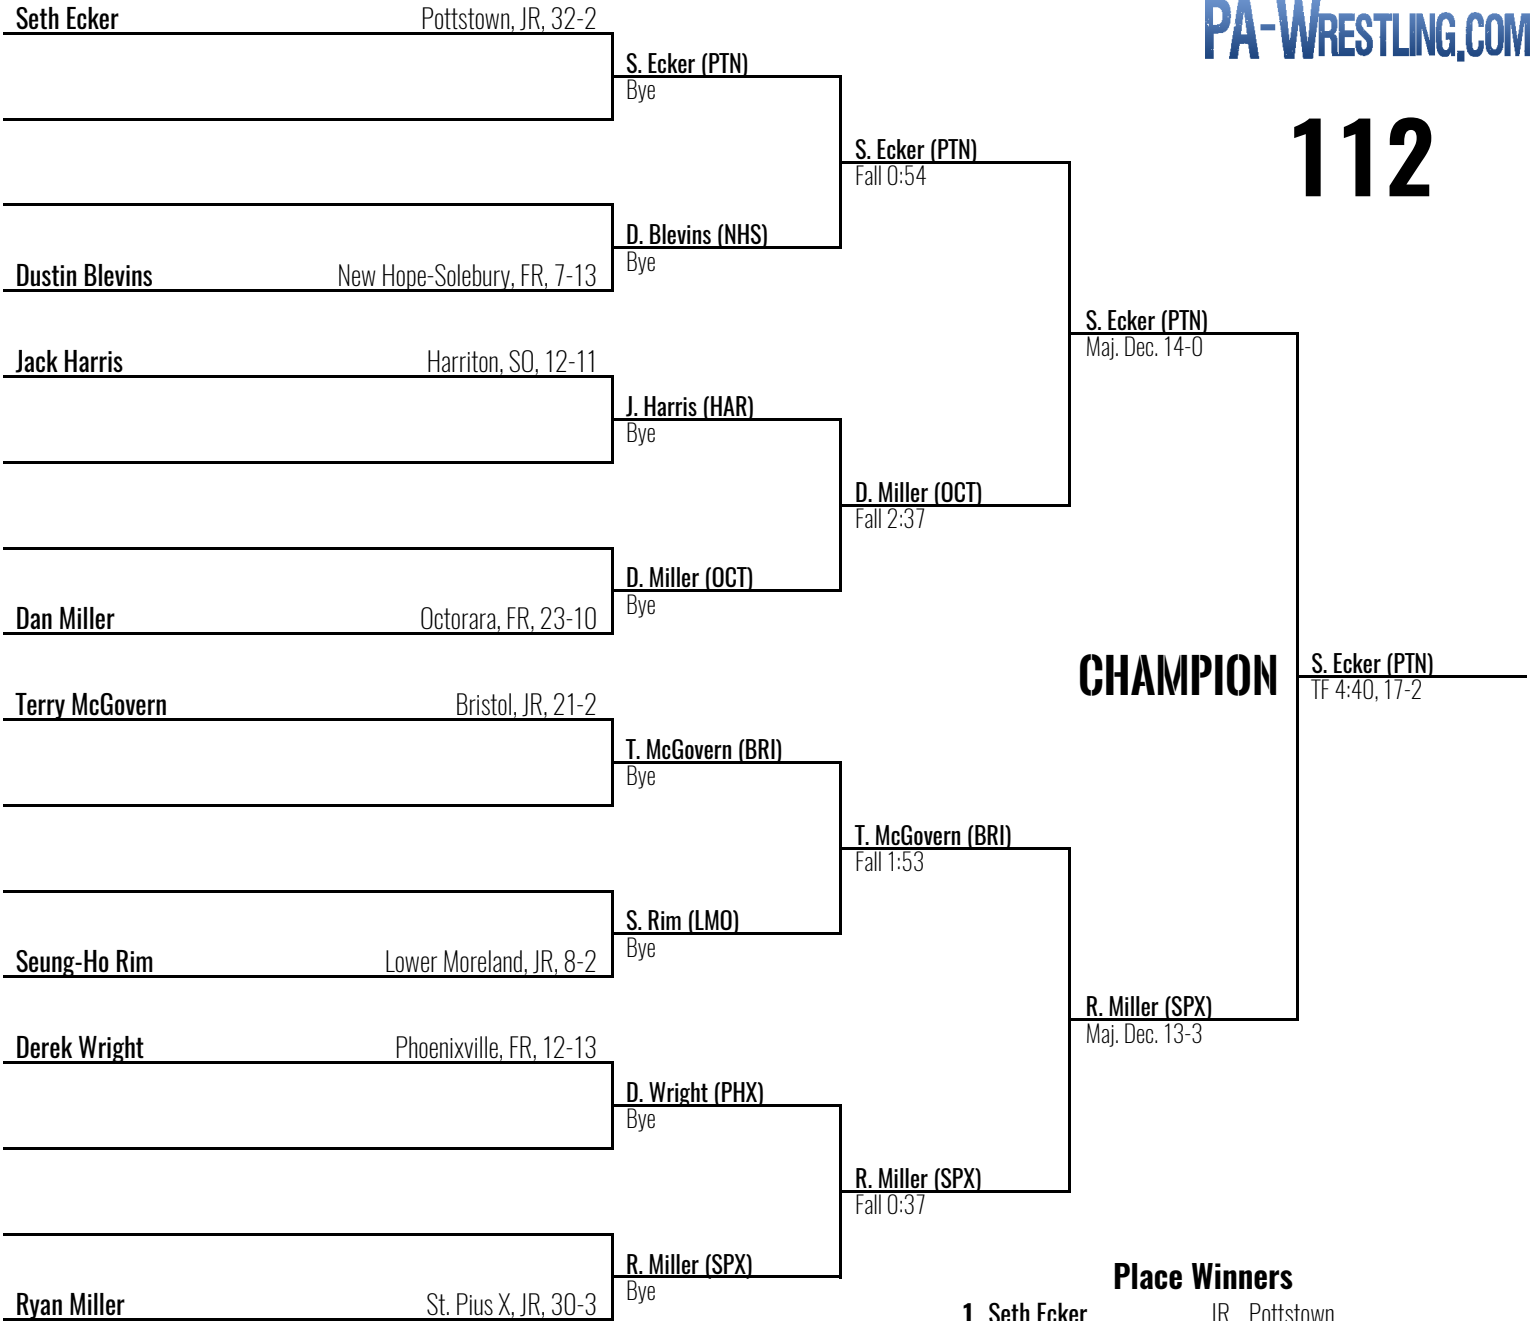 PA-WRESTLING.COM
112
Seth Ecker Pottstown, JR, 32-2
S. Ecker (PTN)
Bye
S. Ecker (PTN)
Fall 0:54
D. Blevins (NHS)
Bye
Dustin Blevins New Hope-Solebury, FR, 7-13
S. Ecker (PTN)
Maj. Dec. 14-0
Jack Harris Harriton, SO, 12-11
J. Harris (HAR)
Bye
D. Miller (OCT)
Fall 2:37
D. Miller (OCT)
Bye
Dan Miller Octorara, FR, 23-10
CHAMPION
S. Ecker (PTN)
TF 4:40, 17-2
Terry McGovern Bristol, JR, 21-2
T. McGovern (BRI)
Bye
T. McGovern (BRI)
Fall 1:53
S. Rim (LMO)
Bye
Seung-Ho Rim Lower Moreland, JR, 8-2
R. Miller (SPX)
Maj. Dec. 13-3
Derek Wright Phoenixville, FR, 12-13
D. Wright (PHX)
Bye
R. Miller (SPX)
Fall 0:37
R. Miller (SPX)
Bye
Ryan Miller St. Pius X, JR, 30-3
Place Winners
1 Seth Ecker JR Pottstown